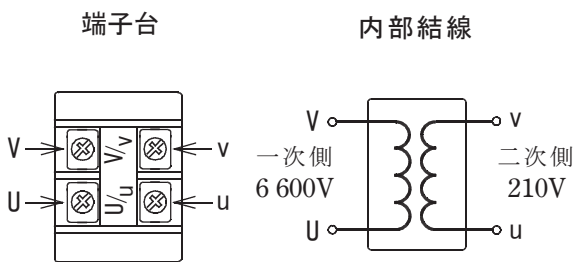 端子台
内部結線
V V/v v
U U/u u
V v
一次側 二次側
6 600V 210V
U u